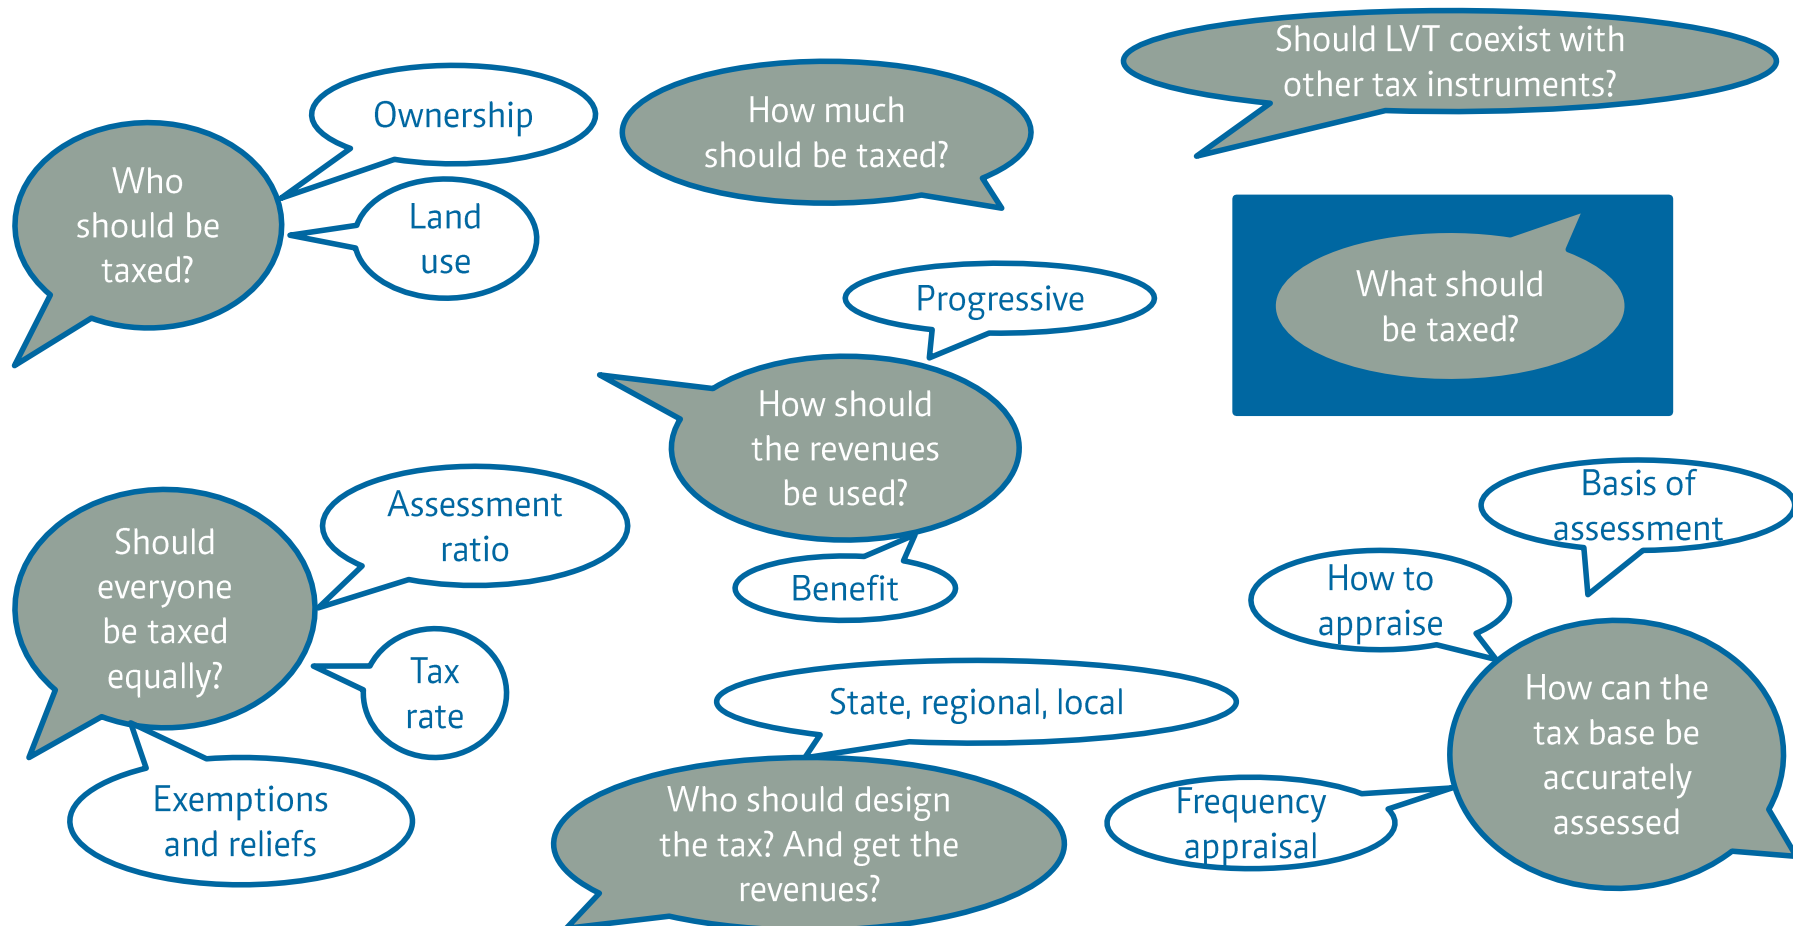 Should LVT coexist with
other tax instruments?
How much
should be taxed?
Ownership
Who
should be
taxed?
Land
use
Progressive
What should
be taxed?
How should
the revenues
be used?
Benefit
Assessment
ratio
Should
everyone
be taxed
equally?
Tax
rate
Exemptions
and reliefs
Basis of
assessment
How to
appraise
State, regional, local
Who should design
the tax? And get the
revenues?
How can the
tax base be
accurately
assessed
Frequency
appraisal